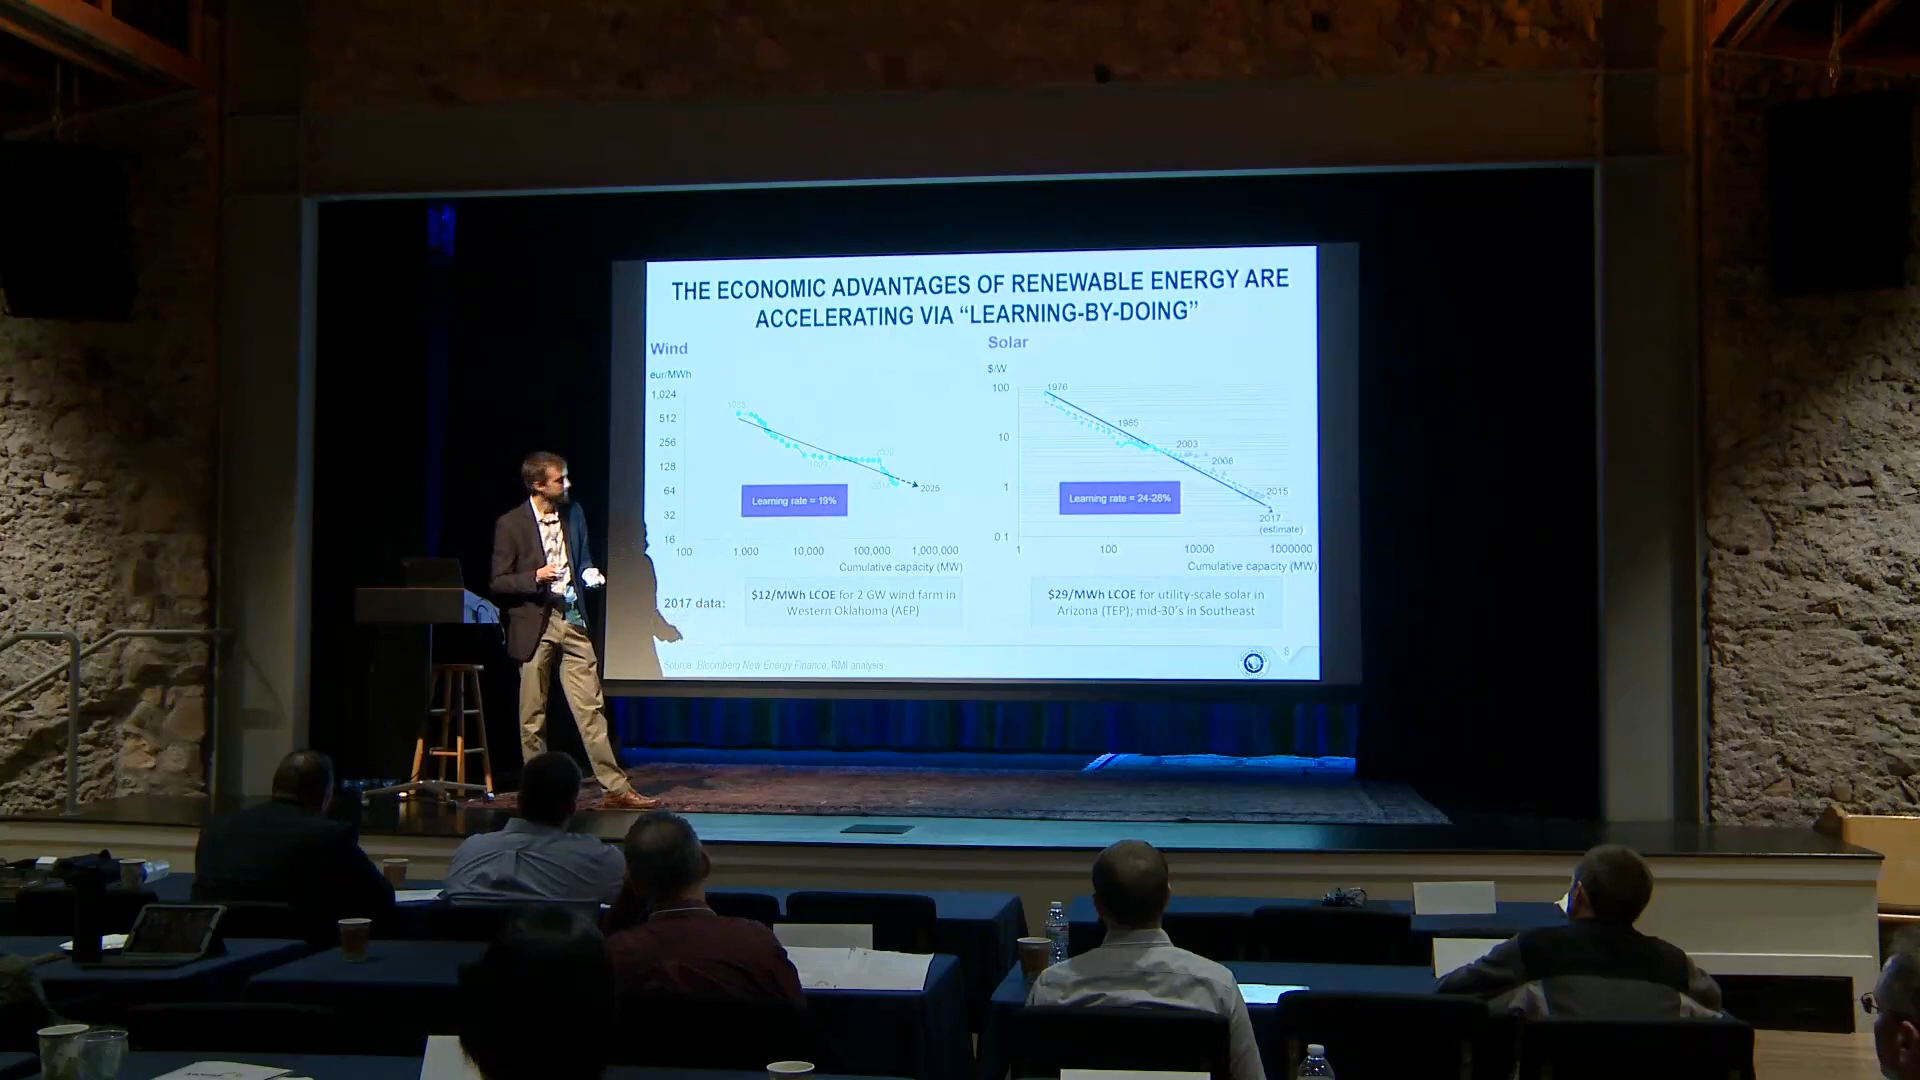 THE ECONOMIC ADVANTAGES OF RENEWABLE ENERGY ARE
ACCELERATING VIA “LEARNING-BY-DOING”
Wind
eur/MWh
1,024
512
256
128
64
32
16
100
1,000
10,000
100,000
1,000,000
Cumulative capacity (MW)
1985
1999
2025
Learning rate = 19%
Solar
$/W
100
10
1
0 1
1
100
10000
1000000
Cumulative capacity (MW)
1976
1985
2003
2008
2015
2017
(estimate)
Learning rate = 24-28%
2017 data:
$12/MWh LCOE for 2 GW wind farm in
Western Oklahoma (AEP)
$29/MWh LCOE for utility-scale solar in
Arizona (TEP); mid-30's in Southeast
Source: Bloomberg New Energy Finance, RMI analysis
8